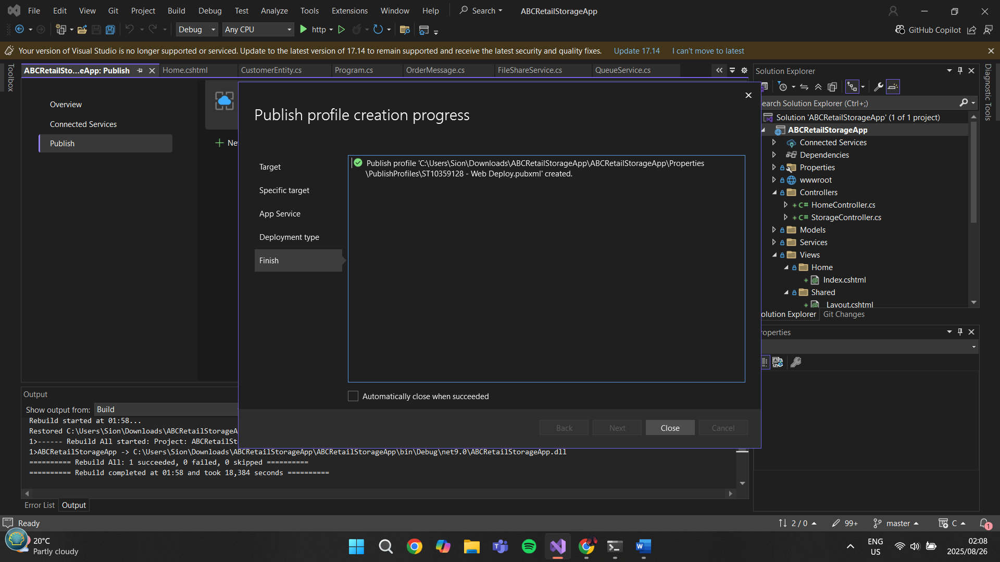 File Edit View Git Project Build Debug Test Analyze Tools Extensions Window Help Search ABCRetailStorageApp
Debug Any CPU http GitHub Copilot
Your version of Visual Studio is no longer supported or serviced. Update to the latest version of 17.14 to remain supported and receive the latest security and quality fixes. Update 17.14 I can't move to latest
Toolbox
ABCRetailSto...eApp: Publish Home.cshtml CustomerEntity.cs Program.cs OrderMessage.cs FileShareService.cs QueueService.cs
Overview
Connected Services
Publish
Publish profile creation progress
Target
Specific target
App Service
Deployment type
Finish
Publish profile 'C:\Users\Sion\Downloads\ABCRetailStorageApp\ABCRetailStorageApp\Properties
\PublishProfiles\ST10359128 - Web Deploy.pubxml' created.
Automatically close when succeeded
Back Next Close Cancel
Solution Explorer
earch Solution Explorer (Ctrl+;)
Solution 'ABCRetailStorageApp' (1 of 1 project)
ABCRetailStorageApp
Connected Services
Dependencies
Properties
wwwroot
Controllers
C# HomeController.cs
C# StorageController.cs
Models
Services
Views
Home
Index.cshtml
Shared
_Layout.cshtml
olution Explorer Git Changes
roperties
Diagnostic Tools
Output
Show output from: Build
Rebuild started at 01:58...
Restored C:\Users\Sion\Downloads\ABCRetailStorageA
1>------ Rebuild All started: Project: ABCRetailSt
1>ABCRetailStorageApp -> C:\Users\Sion\Downloads\ABCRetailStorageApp\ABCRetailStorageApp\bin\Debug\net9.0\ABCRetailStorageApp.dll
========== Rebuild All: 1 succeeded, 0 failed, 0 skipped ==========
========== Rebuild completed at 01:58 and took 18,384 seconds ==========
Error List Output
Ready 2 / 0 99+ master C 1
20°C
Partly cloudy
ENG
US
02:08
2025/08/26